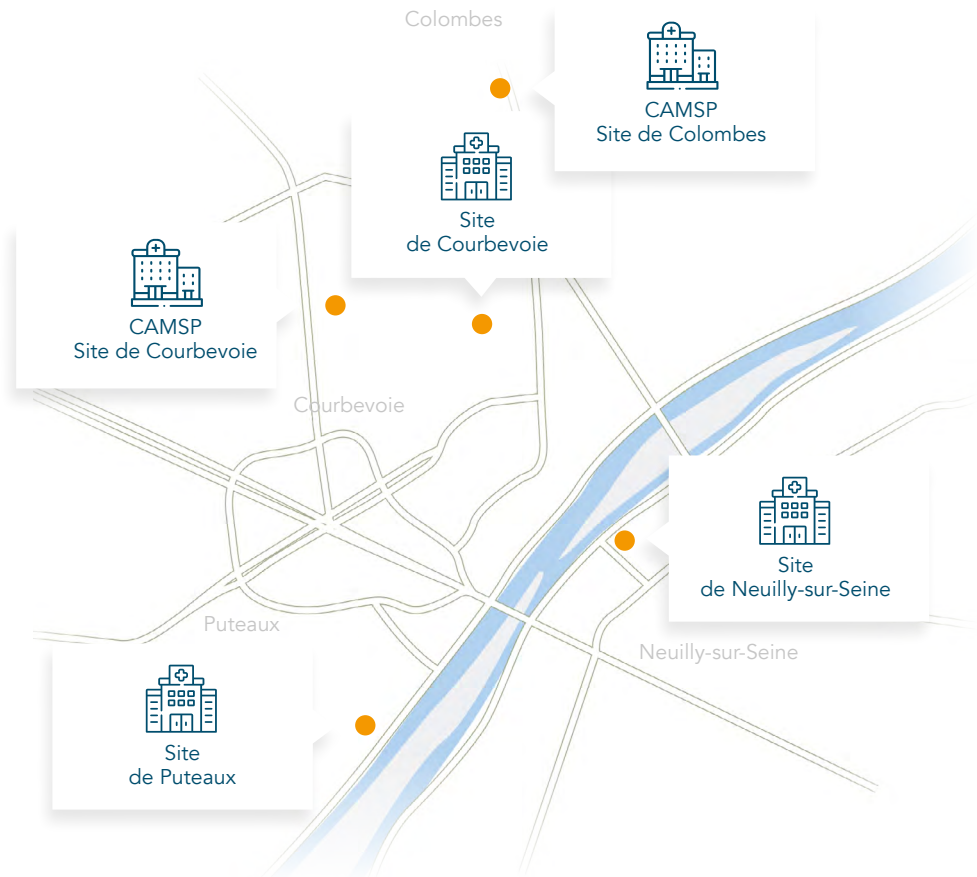 Colombes
CAMSP
Site de Colombes
Site
de Courbevoie
CAMSP
Site de Courbevoie
Courbevoie
Site
de Neuilly-sur-Seine
Puteaux
Neuilly-sur-Seine
Site
de Puteaux